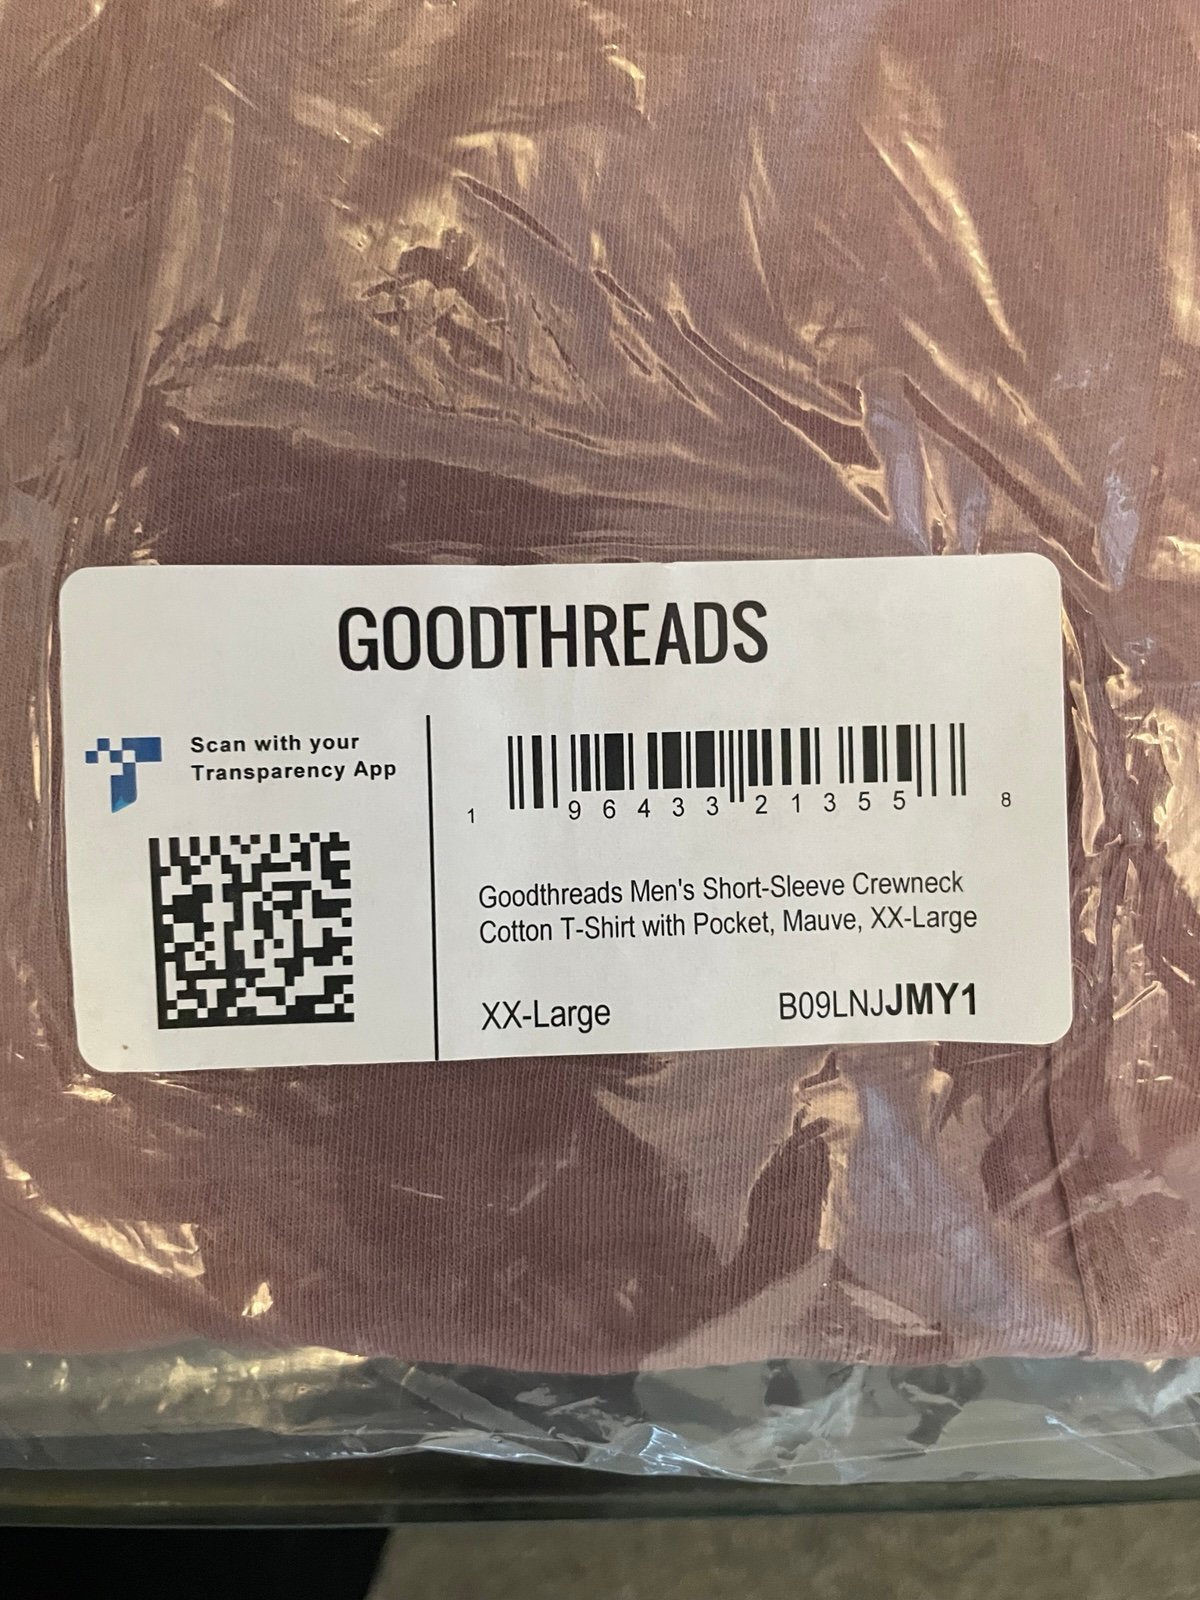 GOODTHREADS
Scan with your
Transparency App
1 96433 21355 8
Goodthreads Men's Short-Sleeve Crewneck
Cotton T-Shirt with Pocket, Mauve, XX-Large
XX-Large
B09LNJJMY1